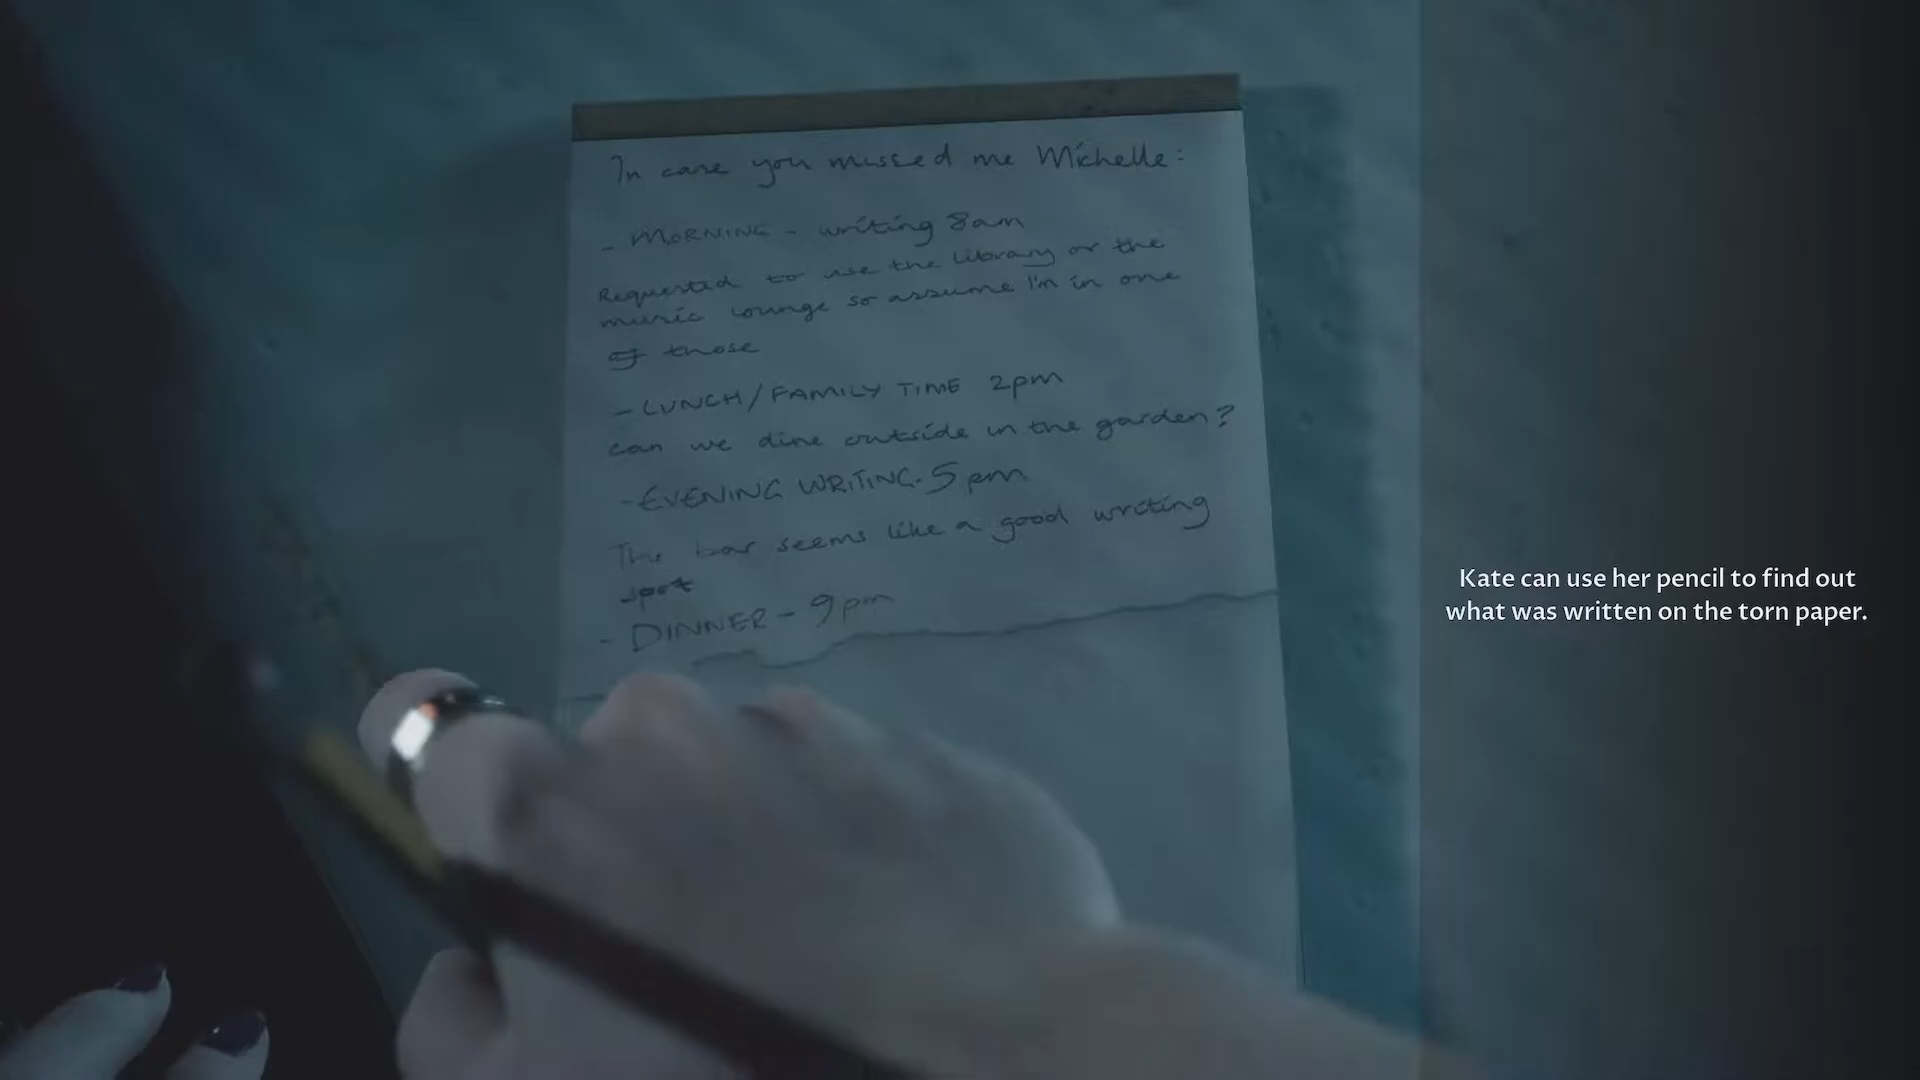 In case you missed me Michelle:
- MORNING - writing 8am
Requested to use the library or the
music lounge so assume I'm in one
of those
- LUNCH/FAMILY TIME 2pm
can we dine outside in the garden?
- EVENING WRITING - 5pm
The bar seems like a good writing
spot
- DINNER - 9pm
Kate can use her pencil to find out
what was written on the torn paper.